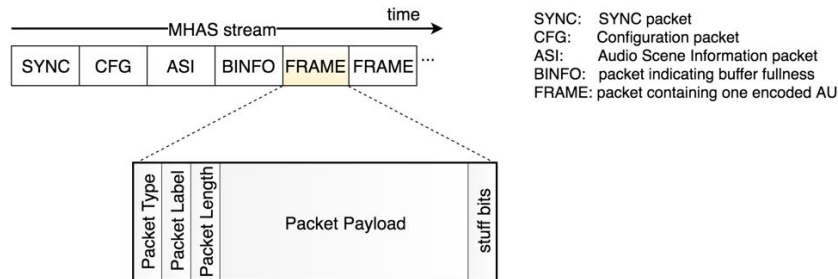 time
MHAS stream
SYNC CFG ASI BINFO FRAME FRAME ...
SYNC: SYNC packet
CFG: Configuration packet
ASI: Audio Scene Information packet
BINFO: packet indicating buffer fullness
FRAME: packet containing one encoded AU
Packet Type
Packet Label
Packet Length
Packet Payload
stuff bits